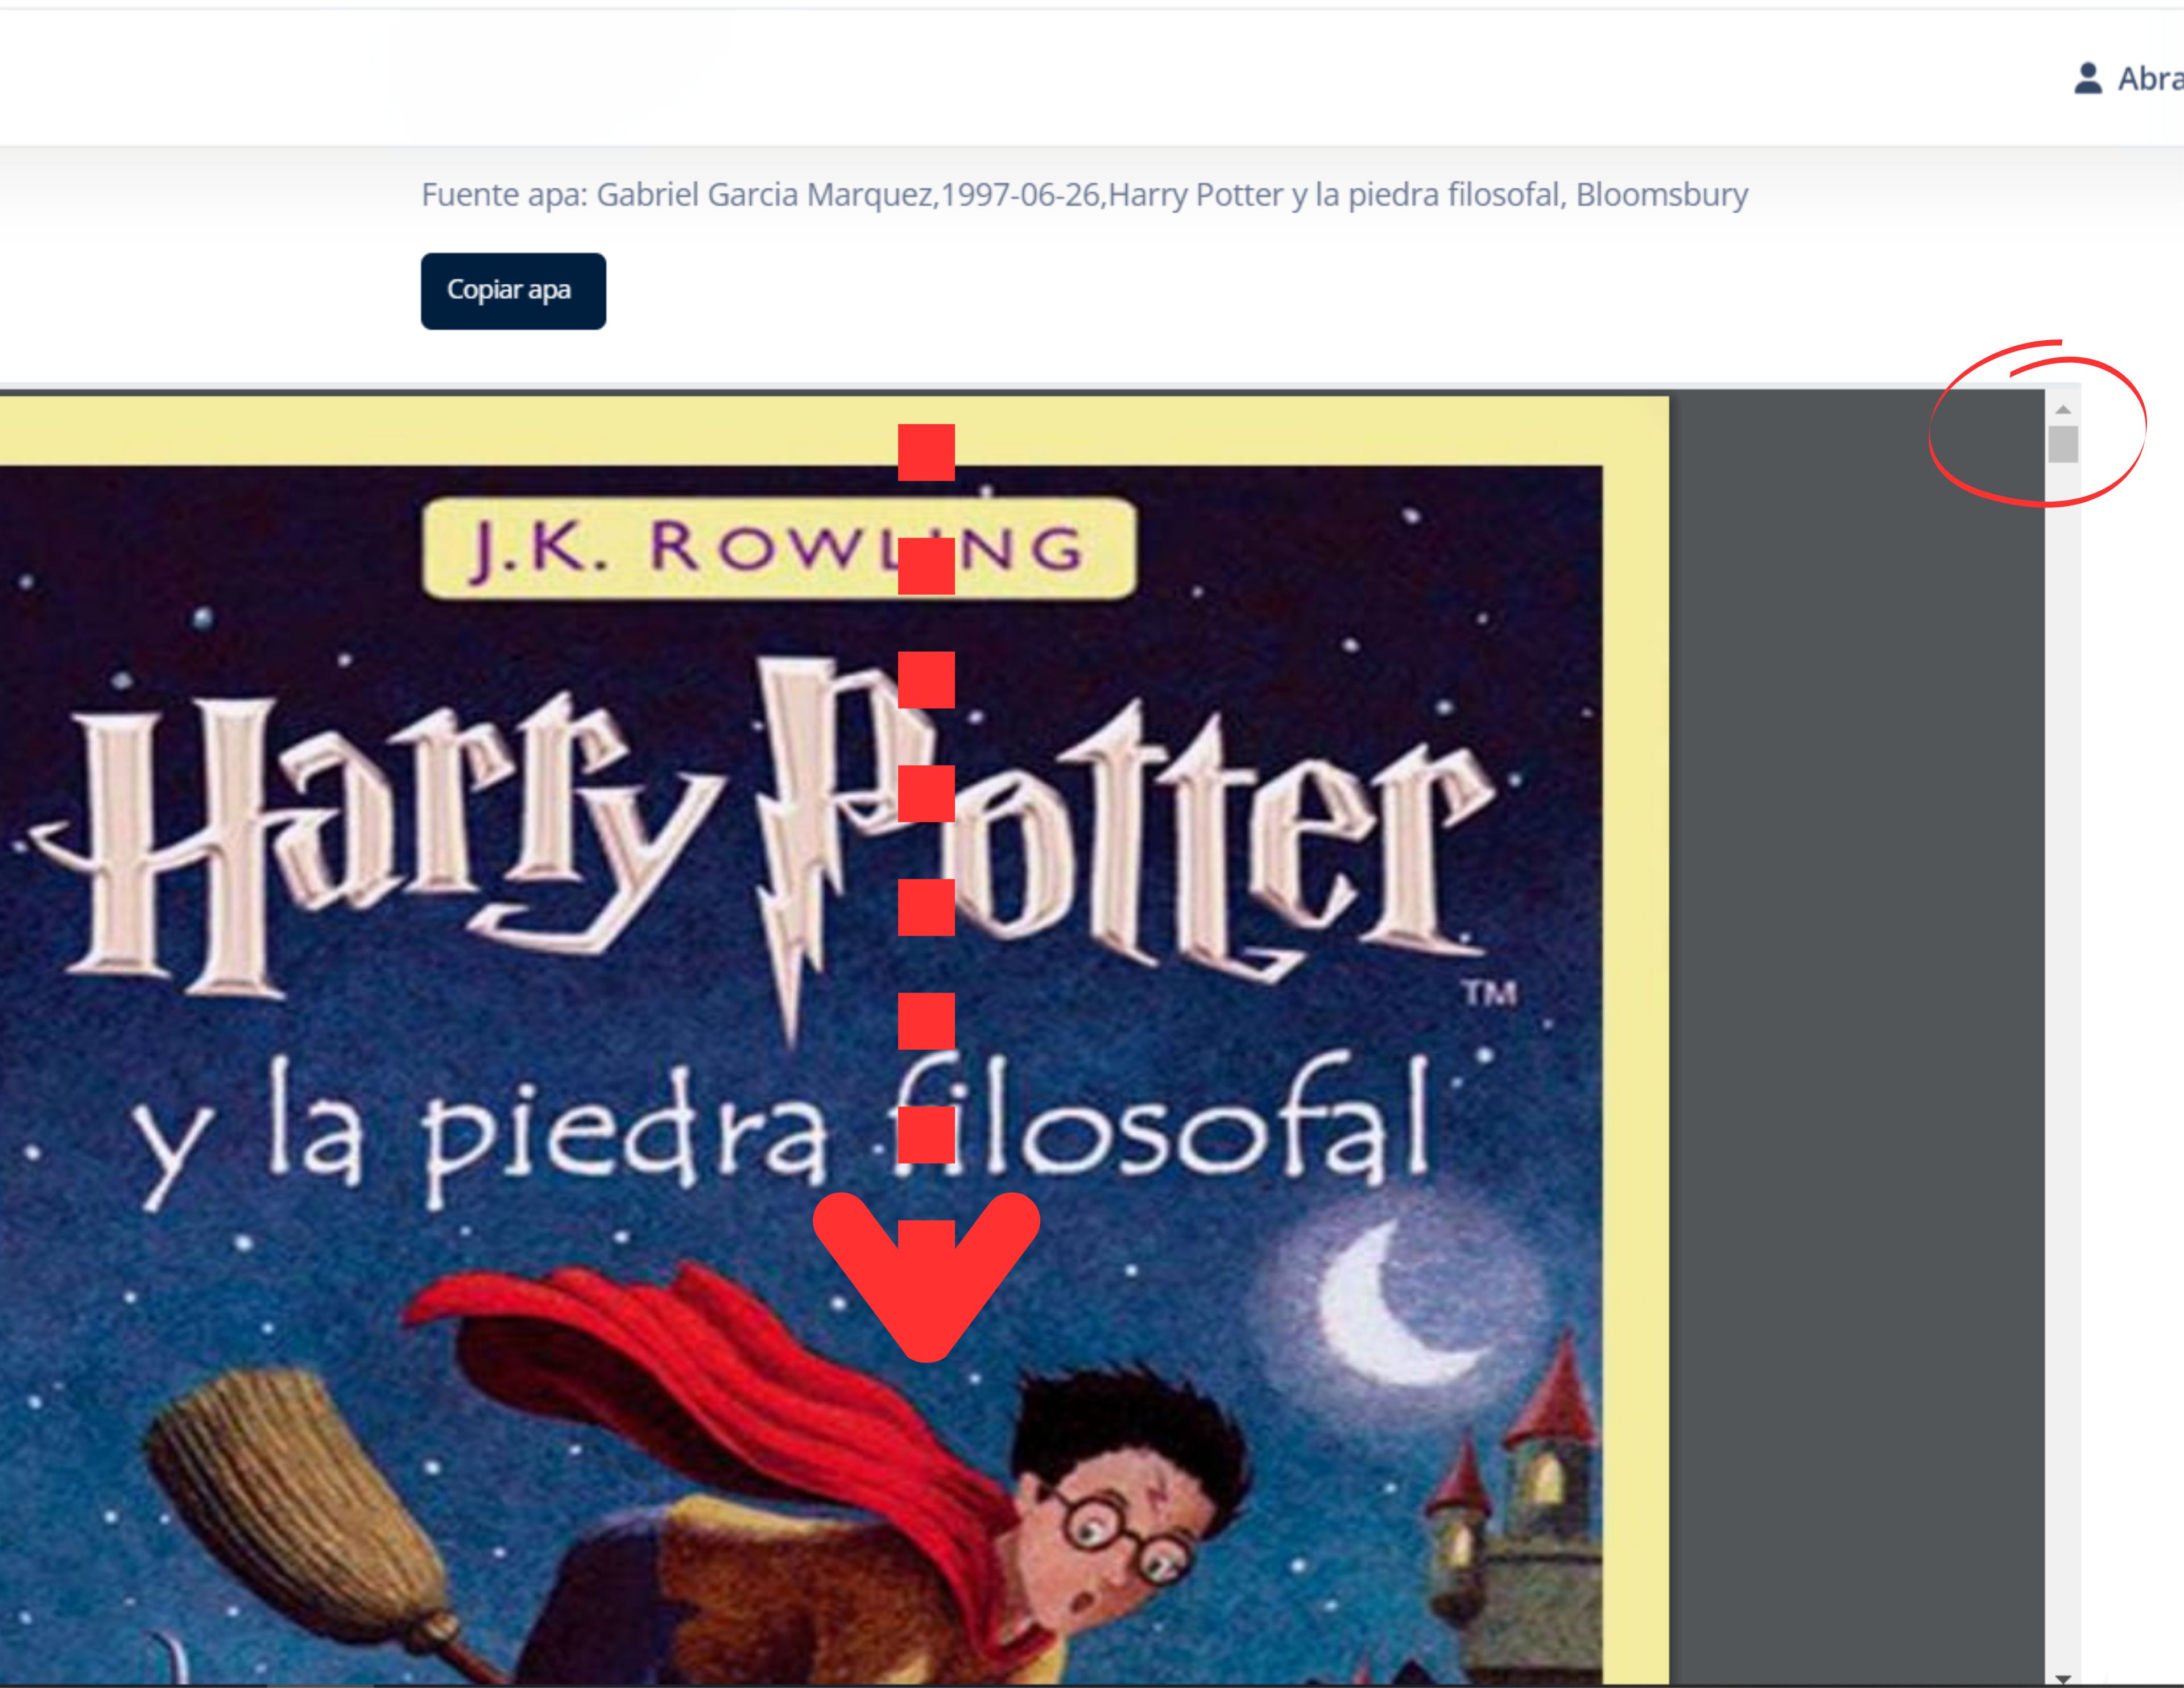 Abra
Fuente apa: Gabriel Garcia Marquez,1997-06-26,Harry Potter y la piedra filosofal, Bloomsbury
Copiar apa
J.K. ROWLING
Harry Potter
TM
y la piedra filosofal